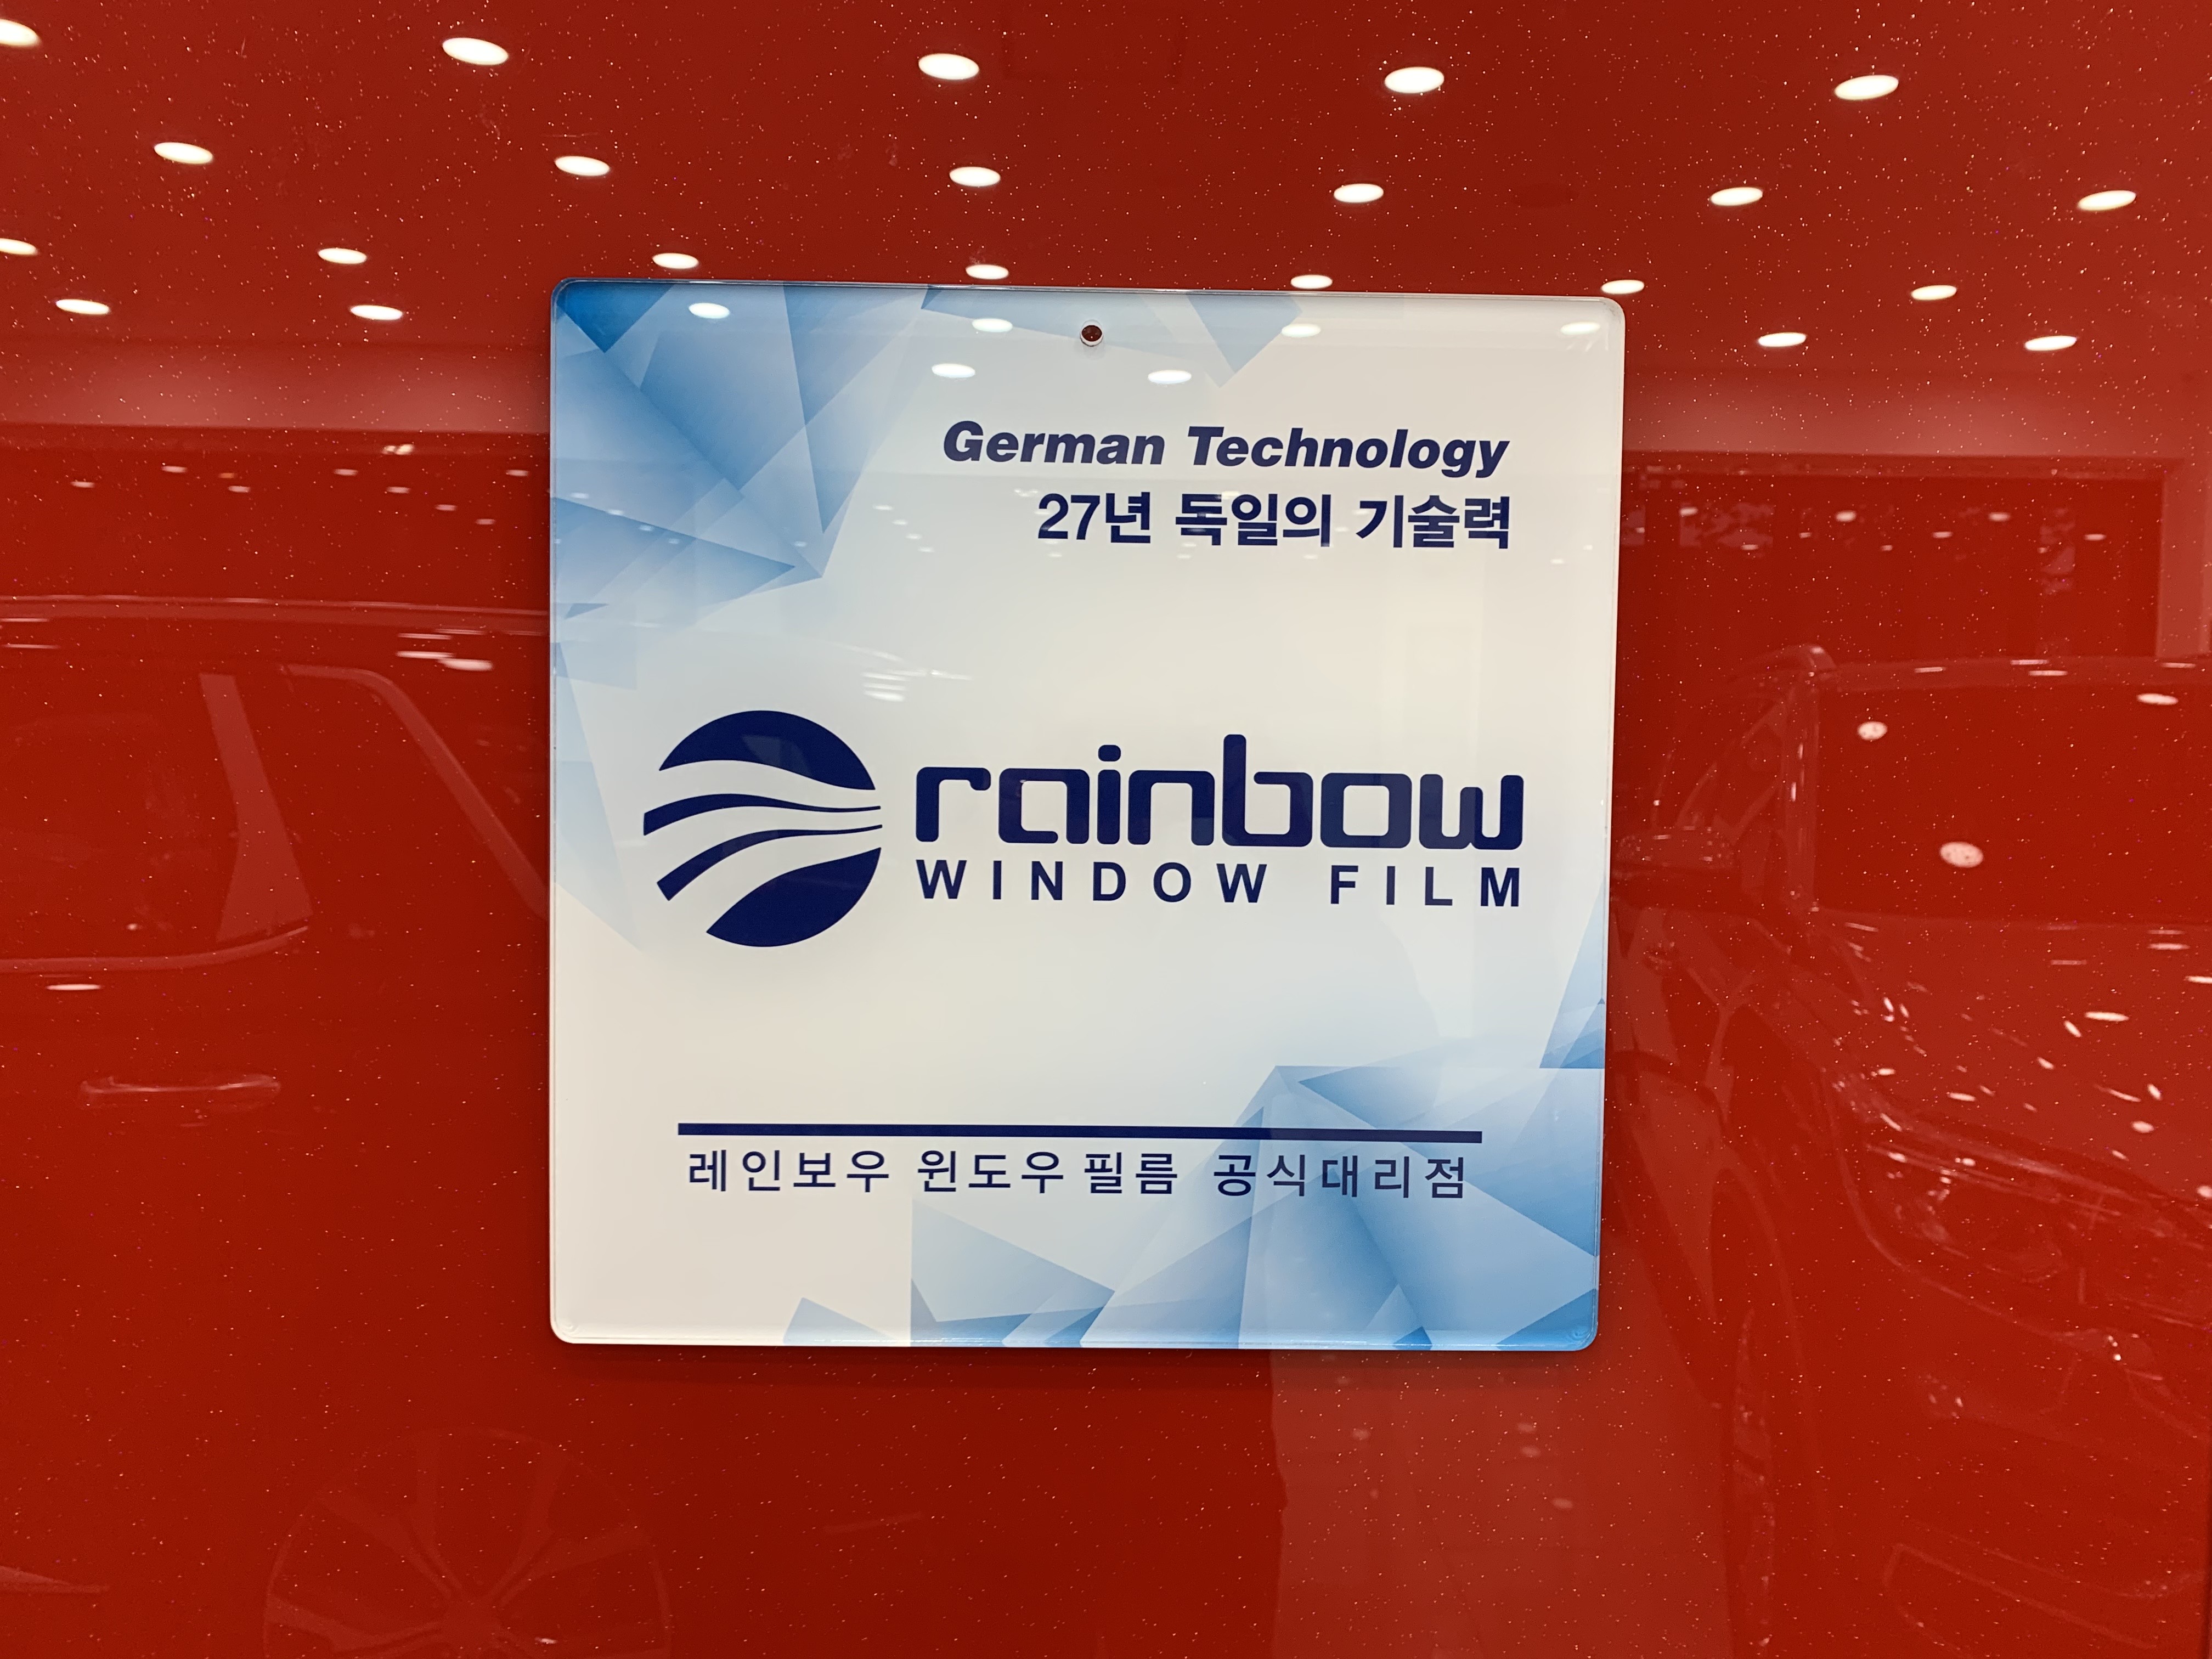 German Technology
27년 독일의 기술력
rainbow
WINDOW FILM
레인보우 윈도우 필름 공식대리점